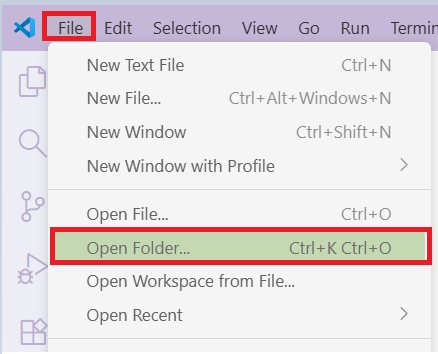 File Edit Selection View Go Run Termin
New Text File Ctrl+N
New File... Ctrl+Alt+Windows+N
New Window Ctrl+Shift+N
New Window with Profile
Open File... Ctrl+O
Open Folder... Ctrl+K Ctrl+O
Open Workspace from File...
Open Recent